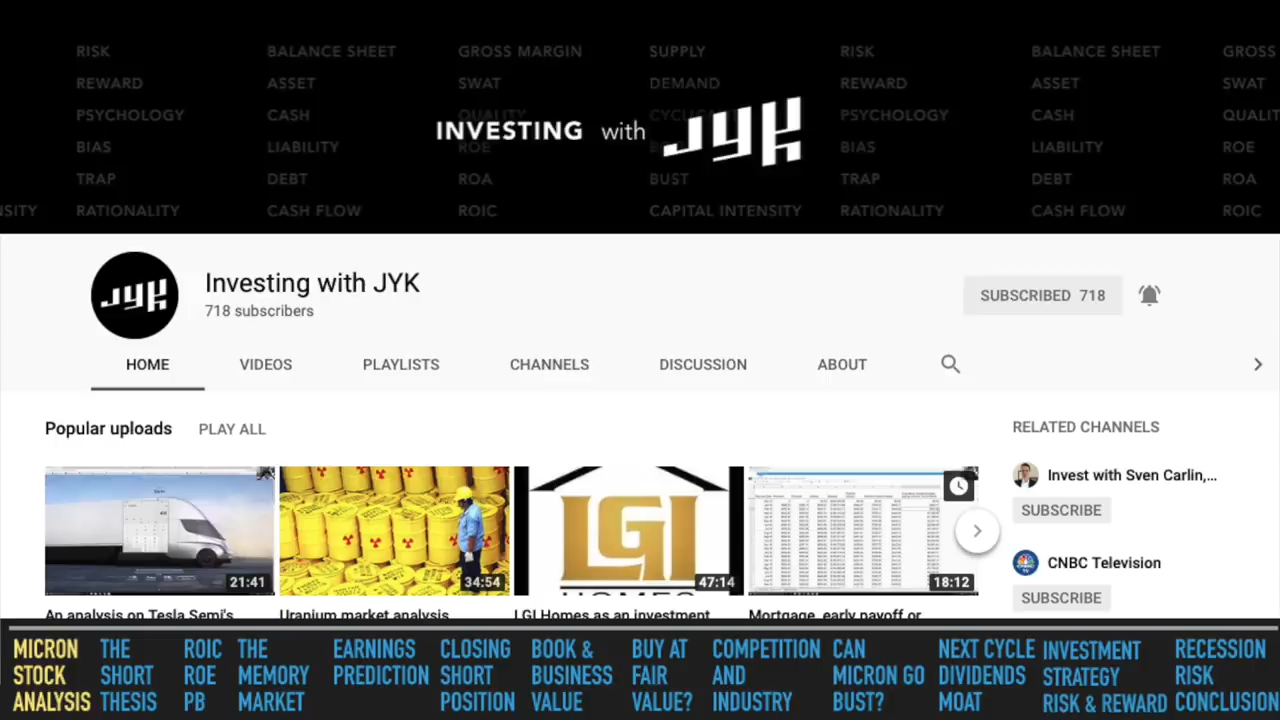 RISK BALANCE SHEET GROSS MARGIN SUPPLY RISK BALANCE SHEET GROSS
REWARD ASSET SWAT DEMAND REWARD ASSET SWAT
PSYCHOLOGY CASH QUALITY PSYCHOLOGY CASH QUALIT
INVESTING with JYK
BIAS LIABILITY ROE BIAS LIABILITY ROE
TRAP DEBT ROA BUST TRAP DEBT ROA
NSITY RATIONALITY CASH FLOW ROIC CAPITAL INTENSITY RATIONALITY CASH FLOW ROIC
JYK
Investing with JYK
718 subscribers
SUBSCRIBED 718
HOME VIDEOS PLAYLISTS CHANNELS DISCUSSION ABOUT
Popular uploads PLAY ALL
RELATED CHANNELS
Invest with Sven Carlin,...
SUBSCRIBE
CNBC Television
SUBSCRIBE
LGI
HOMES
21:41
34:54
47:14
18:12
An analysis on Tesla Semi's
Uranium market analysis
LGI Homes as an investment
Mortgage, early payoff or
MICRON
STOCK
ANALYSIS
THE
SHORT
THESIS
ROIC
ROE
PB
THE
MEMORY
MARKET
EARNINGS
PREDICTION
CLOSING
SHORT
POSITION
BOOK &
BUSINESS
VALUE
BUY AT
FAIR
VALUE?
COMPETITION
AND
INDUSTRY
CAN
MICRON GO
BUST?
NEXT CYCLE
DIVIDENDS
MOAT
INVESTMENT
STRATEGY
RISK & REWARD
RECESSION
RISK
CONCLUSION